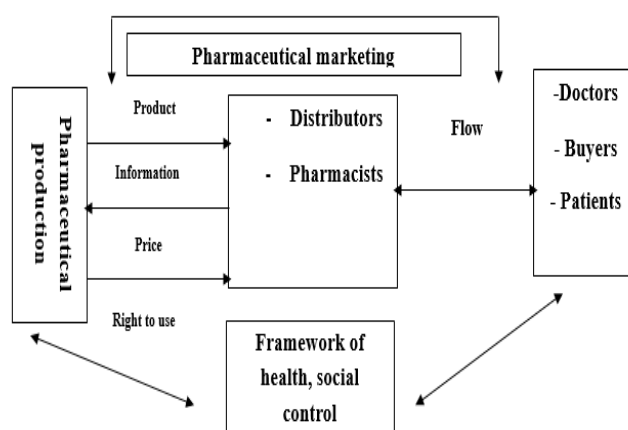 Pharmaceutical marketing
Pharmaceutical
production
Product
Information
Price
Right to use
- Distributors
- Pharmacists
Flow
-Doctors
- Buyers
- Patients
Framework of
health, social
control